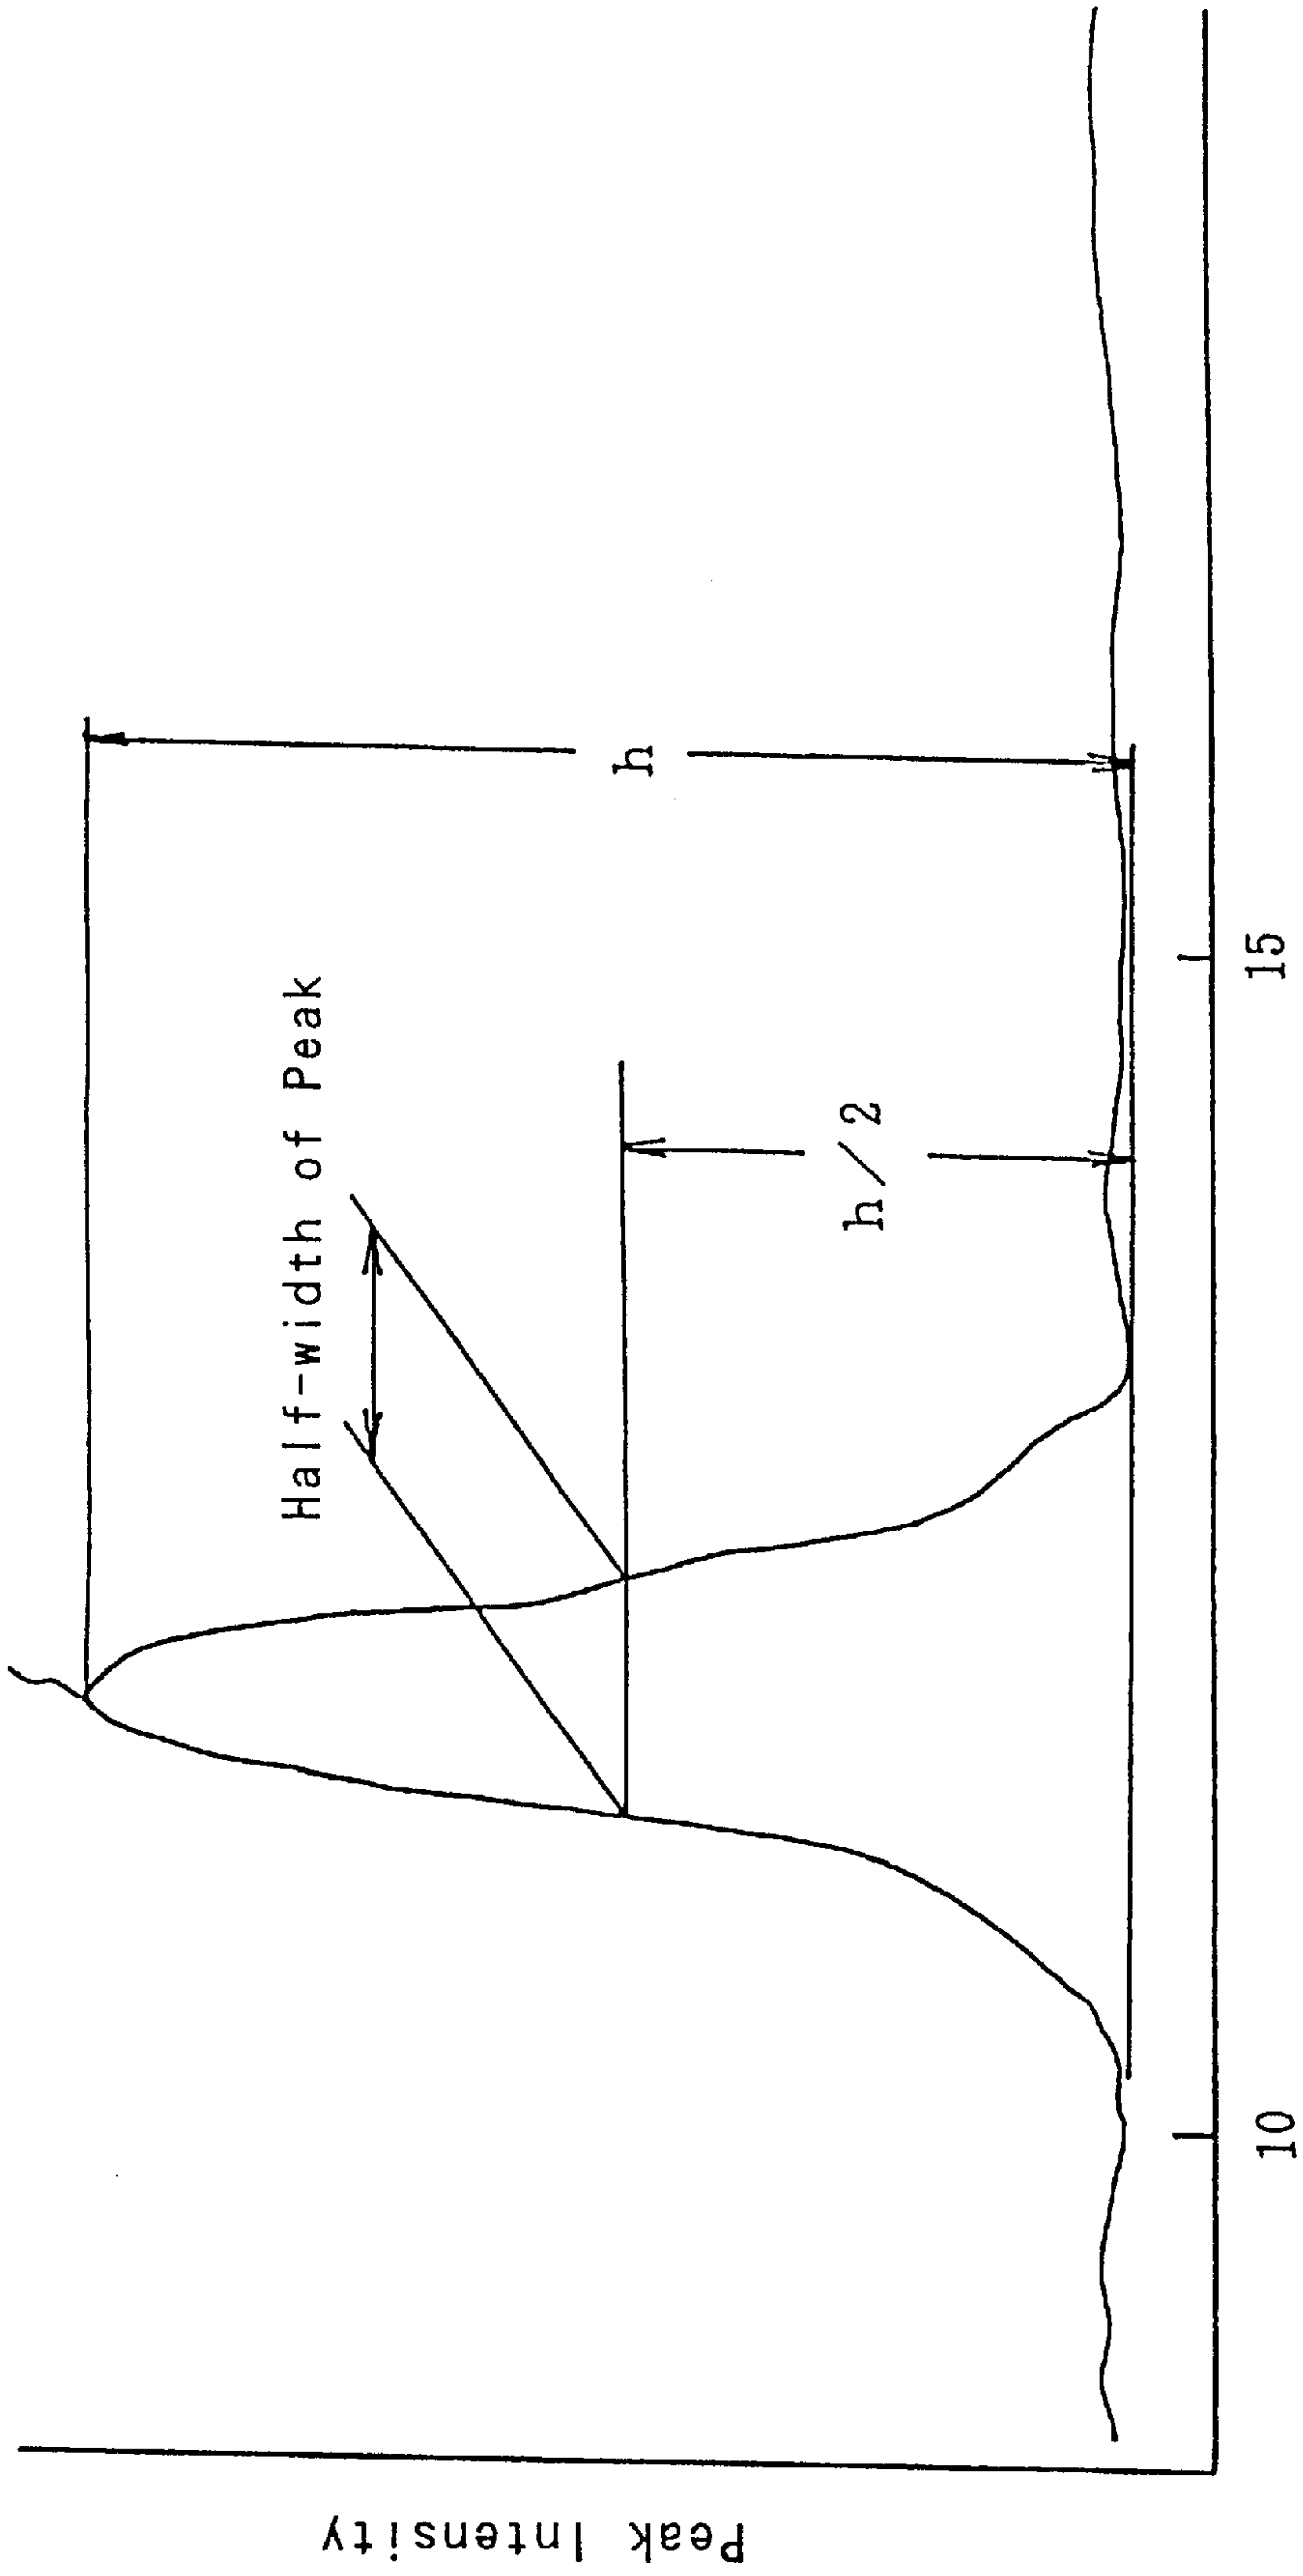 Peak Intensity
Half-width of Peak
h
h/2
10
15